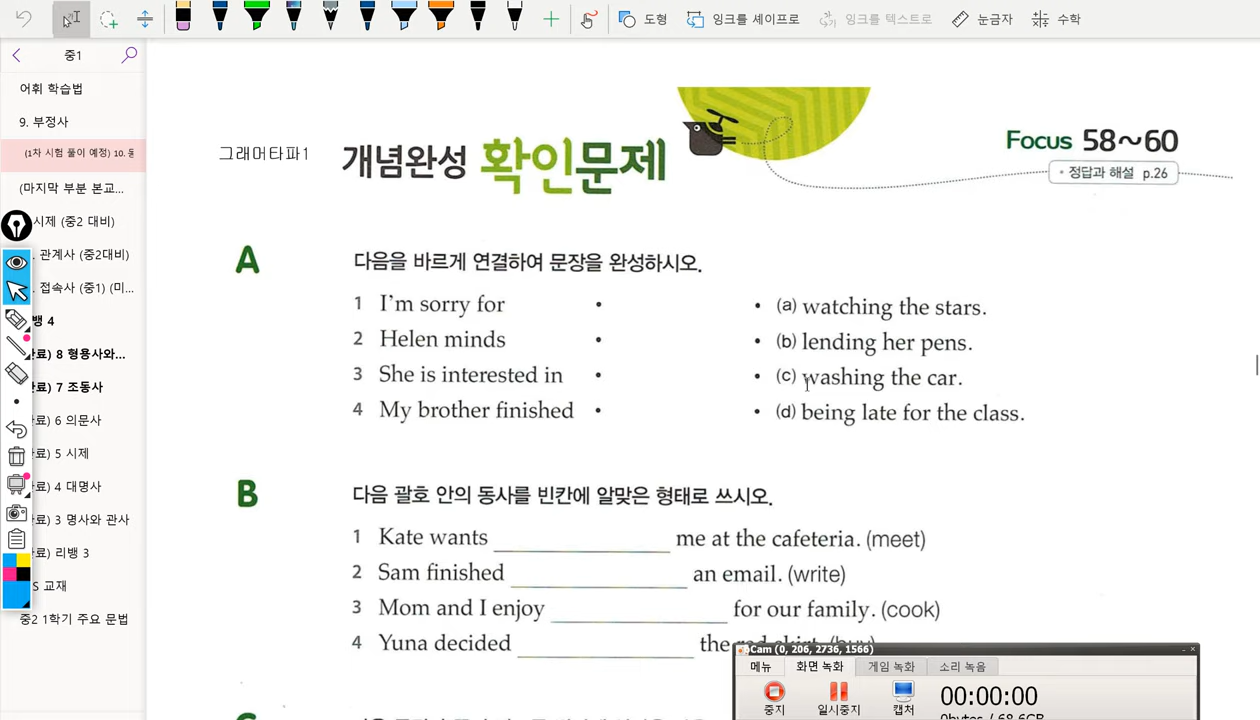 도형
잉크를 셰이프로
잉크를 텍스트로
눈금자
수학
중1
어휘 학습법
9. 부정사
(1차 시험 풀이 예정) 10. 동
(마지막 부분 본교...
시제 (중2 대비)
. 관계사 (중2대비)
. 접속사 (중1) (미...
뱅 4
료) 8 형용사와...
료) 7 조동사
료) 6 의문사
료) 5 시제
료) 4 대명사
료) 3 명사와 관사
료) 리뱅 3
S 교재
중2 1학기 주요 문법
그래머타파1
개념완성 확인문제
Focus 58~60
• 정답과 해설 p.26
A 다음을 바르게 연결하여 문장을 완성하시오.
1 I'm sorry for • • (a) watching the stars.
2 Helen minds • • (b) lending her pens.
3 She is interested in • • (c) washing the car.
4 My brother finished • • (d) being late for the class.
B 다음 괄호 안의 동사를 빈칸에 알맞은 형태로 쓰시오.
1 Kate wants ____________ me at the cafeteria. (meet)
2 Sam finished ____________ an email. (write)
3 Mom and I enjoy ____________ for our family. (cook)
4 Yuna decided ____________ the red skirt. (buy)
oCam (0, 206, 2736, 1566)
메뉴 화면 녹화 게임 녹화 소리 녹음
중지 일시중지 캡처 00:00:00
0bytes / 68.6GB